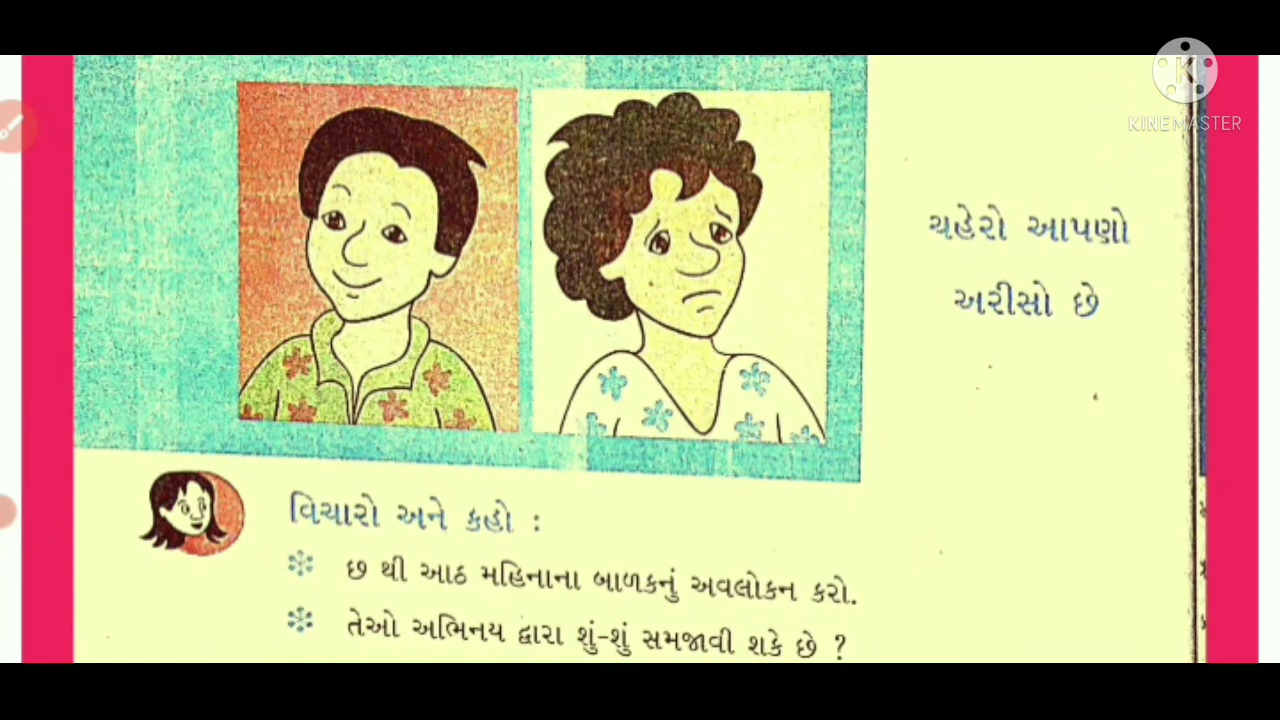 KINEMASTER
ચહેરો આપણો
અરીસો છે
વિચારો અને કહો :
છ થી આઠ મહિનાના બાળકનું અવલોકન કરો.
તેઓ અભિનય દ્વારા શું-શું સમજાવી શકે છે ?